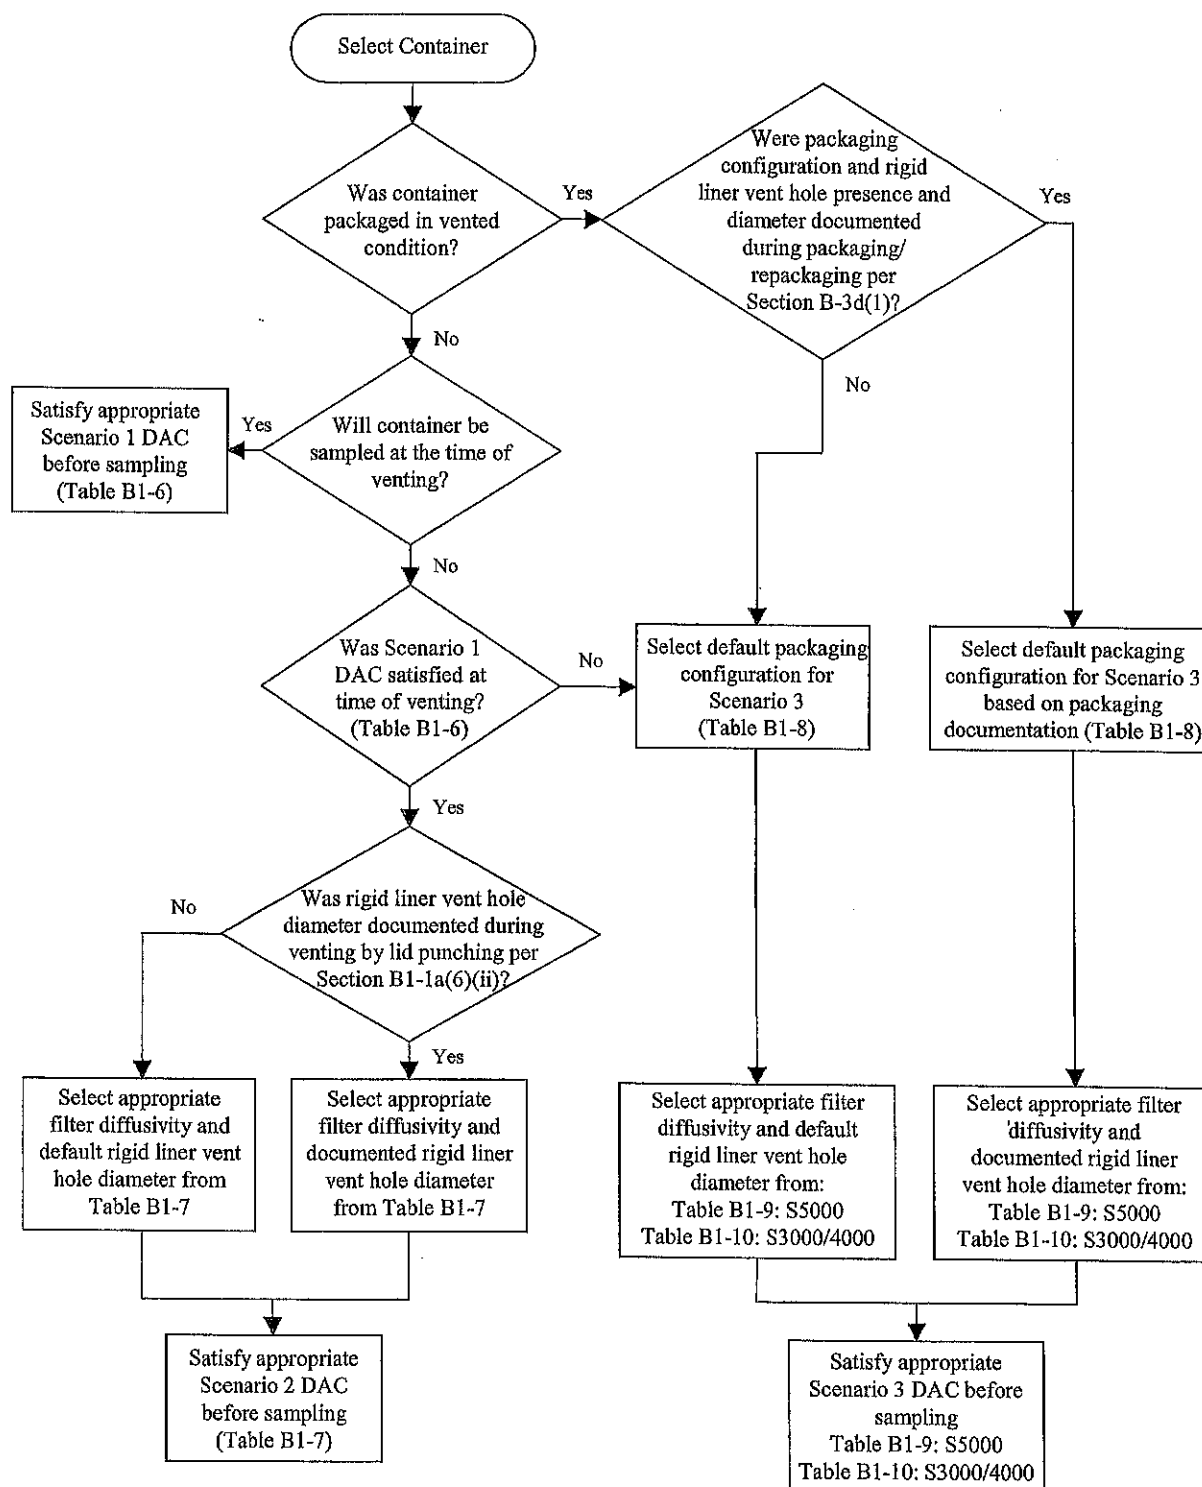 Select Container
Was container
packaged in vented
condition?
Yes
Were packaging
configuration and rigid
liner vent hole presence and
diameter documented
during packaging/
repackaging per
Section B-3d(1)?
Yes
No
No
Satisfy appropriate
Scenario 1 DAC
before sampling
(Table B1-6)
Yes
Will container be
sampled at the time of
venting?
No
Was Scenario 1
DAC satisfied at
time of venting?
(Table B1-6)
No
Select default packaging
configuration for
Scenario 3
(Table B1-8)
Select default packaging
configuration for Scenario 3
based on packaging
documentation (Table B1-8)
Yes
No
Was rigid liner vent hole
diameter documented during
venting by lid punching per
Section B1-1a(6)(ii)?
Yes
Select appropriate
filter diffusivity and
default rigid liner vent
hole diameter from
Table B1-7
Select appropriate
filter diffusivity and
documented rigid liner
vent hole diameter
from Table B1-7
Select appropriate filter
diffusivity and default
rigid liner vent hole
diameter from:
Table B1-9: S5000
Table B1-10: S3000/4000
Select appropriate filter
diffusivity and
documented rigid liner
vent hole diameter from:
Table B1-9: S5000
Table B1-10: S3000/4000
Satisfy appropriate
Scenario 2 DAC
before sampling
(Table B1-7)
Satisfy appropriate
Scenario 3 DAC before
sampling
Table B1-9: S5000
Table B1-10: S3000/4000